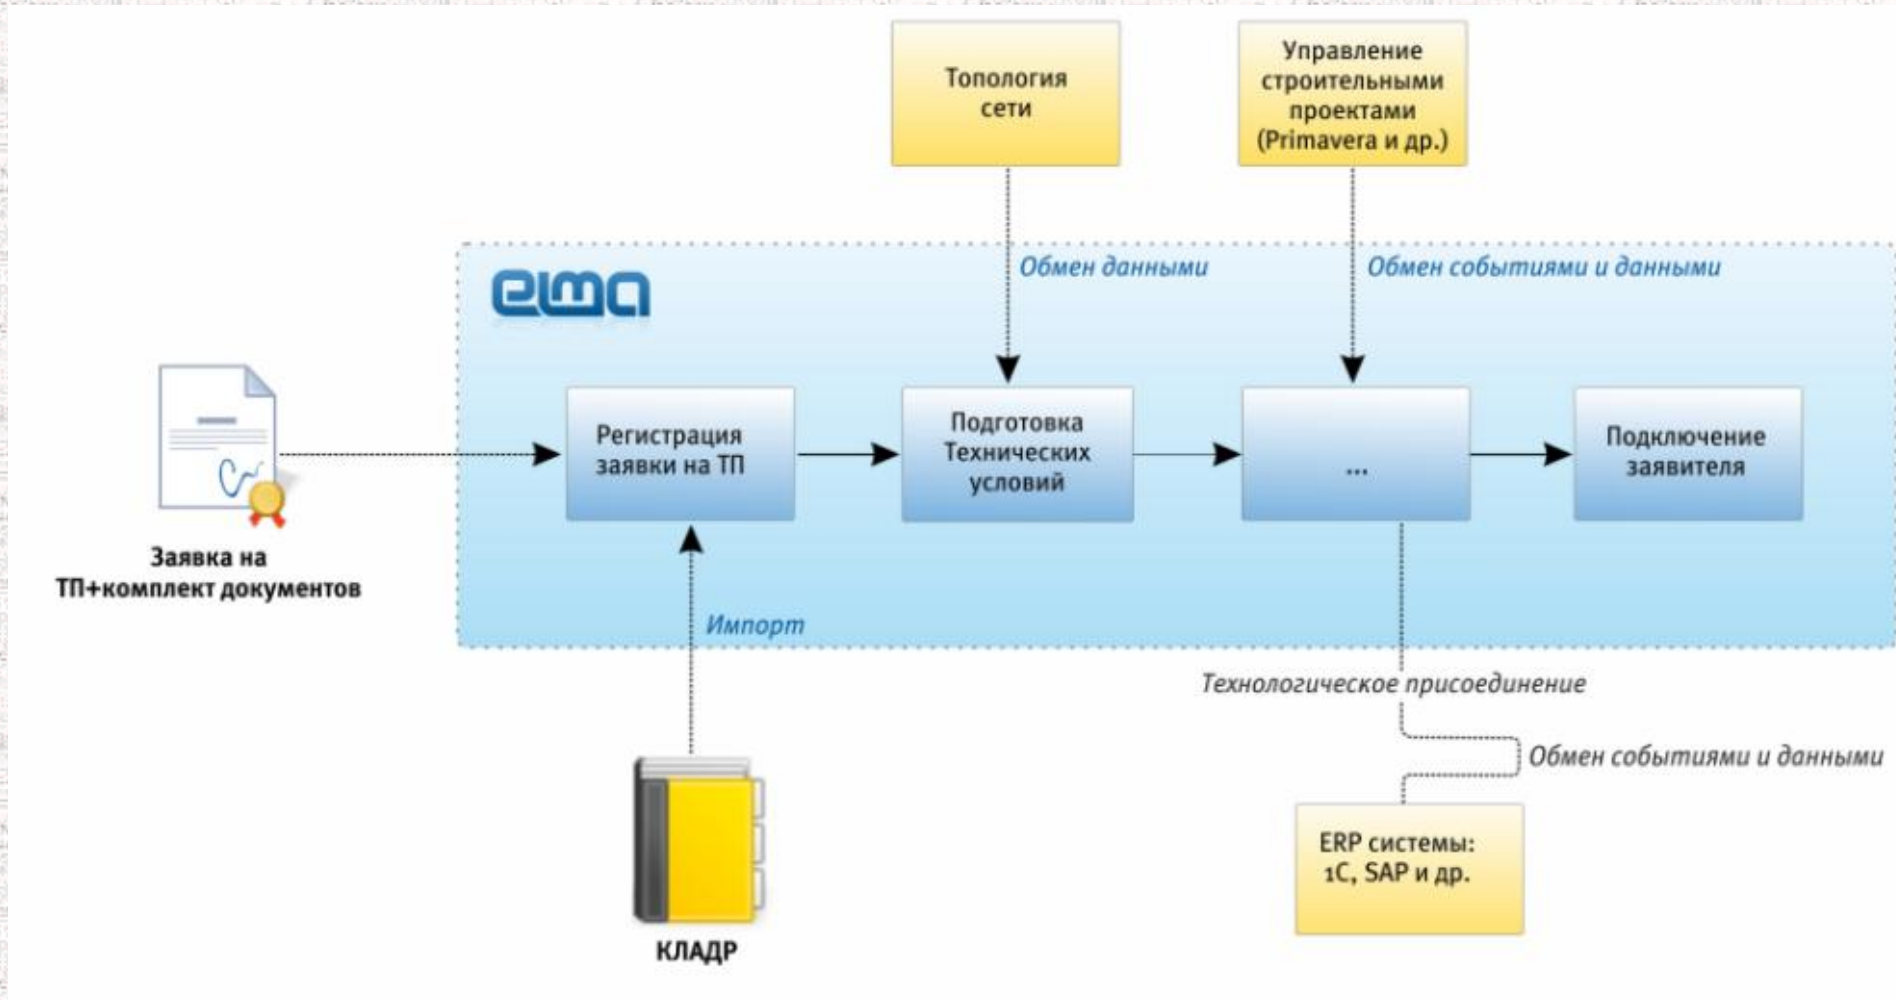 Топология
сети
Управление
строительными
проектами
(Primavera и др.)
elma
Обмен данными
Обмен событиями и данными
Регистрация
заявки на ТП
Подготовка
Технических
условий
...
Подключение
заявителя
Заявка на
ТП+комплект документов
Импорт
Технологическое присоединение
Обмен событиями и данными
ERP системы:
1С, SAP и др.
КЛАДР